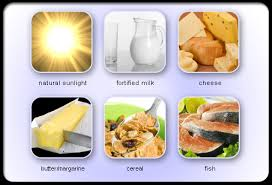 natural sunlight
fortified milk
cheese
butter/margarine
cereal
fish